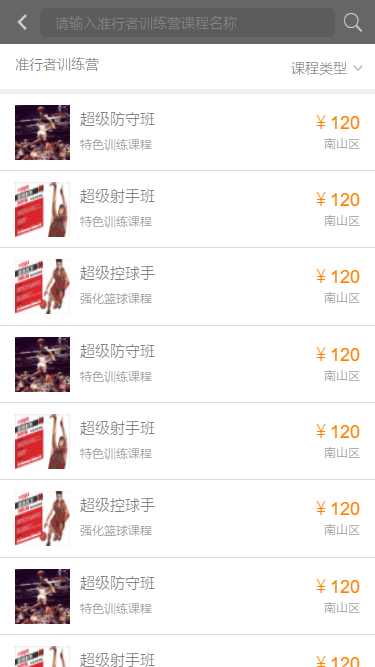 请输入准行者训练营课程名称
准行者训练营 课程类型
超级防守班 ¥ 120
特色训练课程 南山区
超级射手班 ¥ 120
特色训练课程 南山区
超级控球手 ¥ 120
强化篮球课程 南山区
超级防守班 ¥ 120
特色训练课程 南山区
超级射手班 ¥ 120
特色训练课程 南山区
超级控球手 ¥ 120
强化篮球课程 南山区
超级防守班 ¥ 120
特色训练课程 南山区
超级射手班 ¥ 120